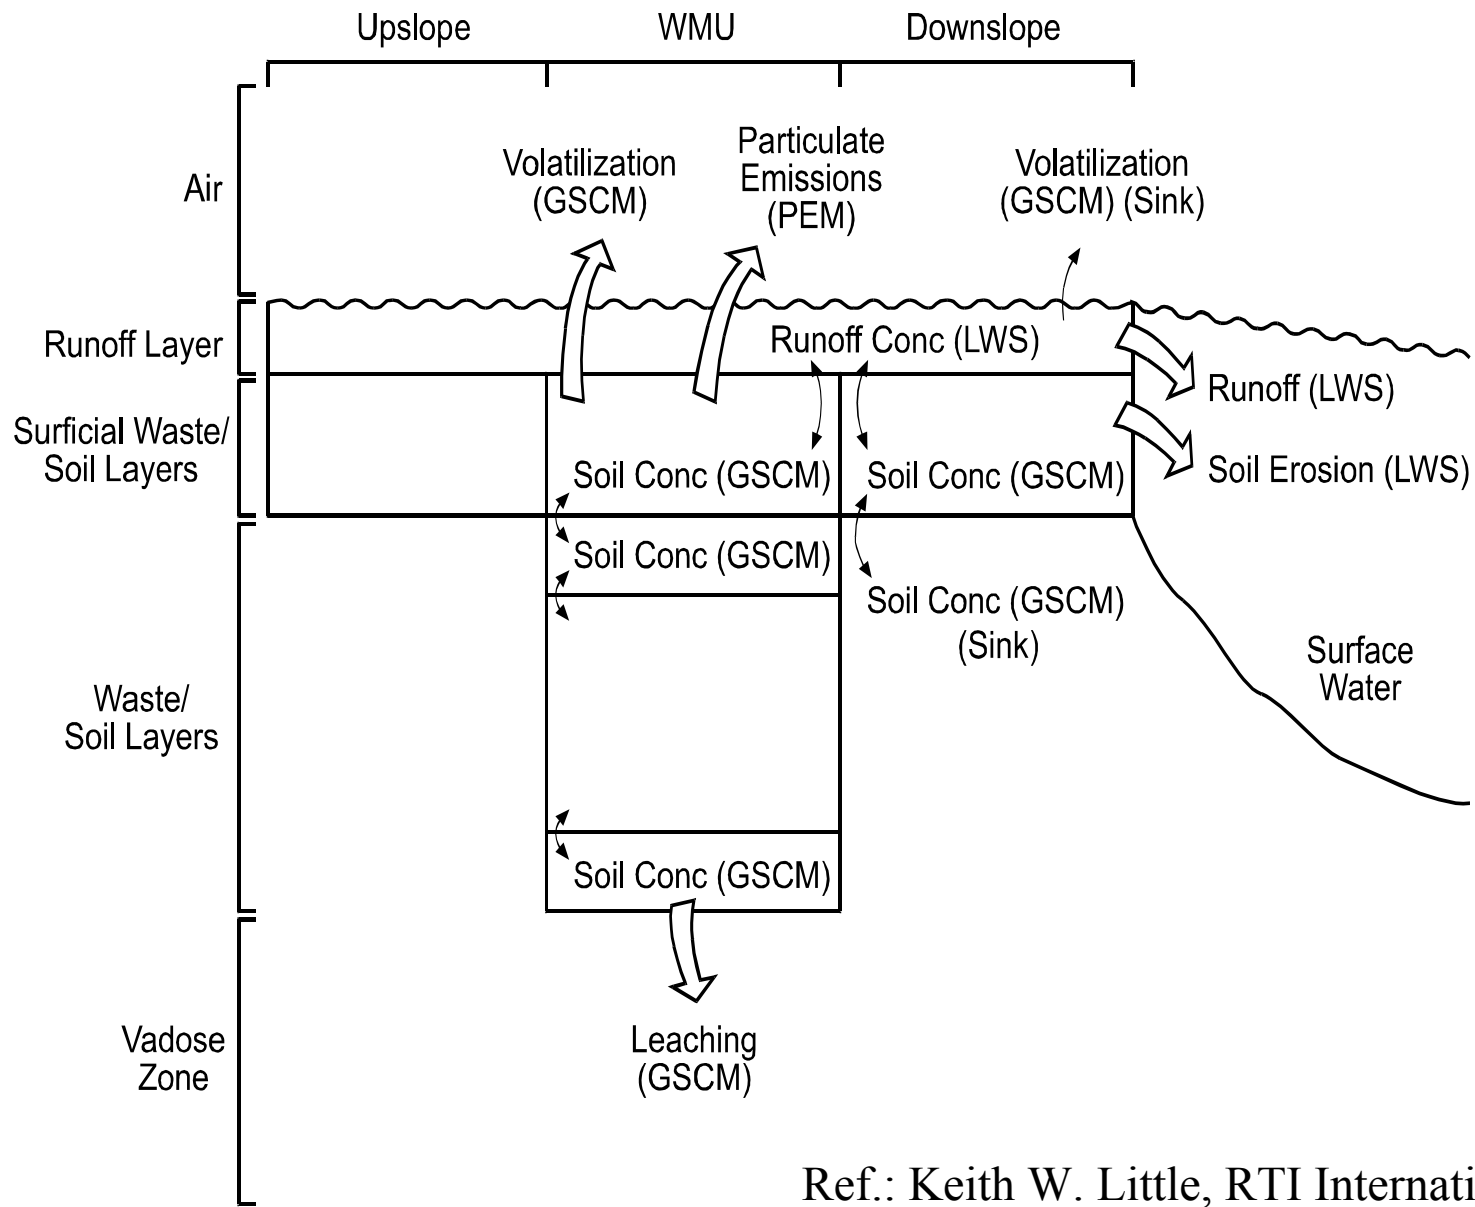 Upslope
WMU
Downslope
Air
Volatilization
(GSCM)
Particulate
Emissions
(PEM)
Volatilization
(GSCM) (Sink)
Runoff Layer
Runoff Conc (LWS)
Runoff (LWS)
Surficial Waste/
Soil Layers
Soil Conc (GSCM)
Soil Conc (GSCM)
Soil Erosion (LWS)
Soil Conc (GSCM)
Soil Conc (GSCM)
(Sink)
Waste/
Soil Layers
Surface
Water
Soil Conc (GSCM)
Vadose
Zone
Leaching
(GSCM)
Ref.: Keith W. Little, RTI Internati